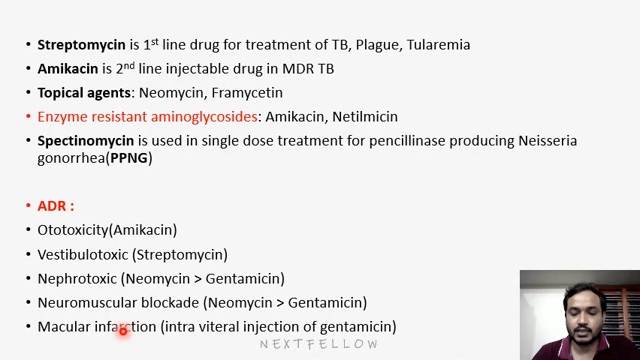 • Streptomycin is 1st line drug for treatment of TB, Plague, Tularemia
• Amikacin is 2nd line injectable drug in MDR TB
• Topical agents: Neomycin, Framycetin
• Enzyme resistant aminoglycosides: Amikacin, Netilmicin
• Spectinomycin is used in single dose treatment for pencillinase producing Neisseria
gonorrhea(PPNG)
• ADR :
• Ototoxicity(Amikacin)
• Vestibulotoxic (Streptomycin)
• Nephrotoxic (Neomycin > Gentamicin)
• Neuromuscular blockade (Neomycin > Gentamicin)
• Macular infarction (intra viteral injection of gentamicin)
NEXTFELLOW